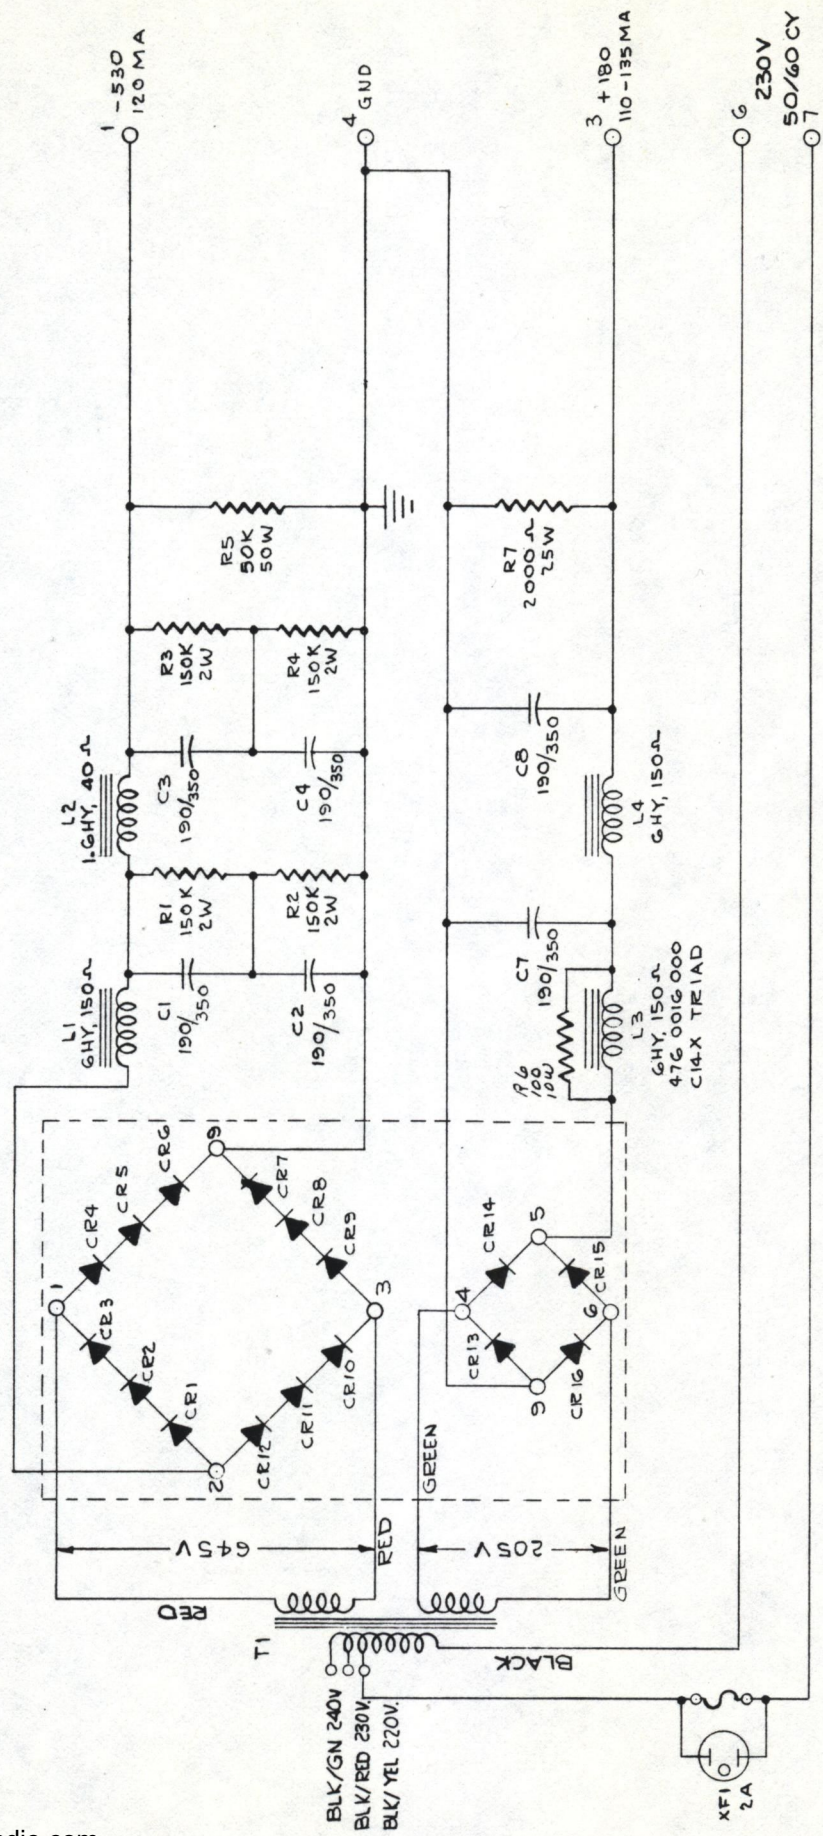 1 -530
120 MA
4 GND
3 +180
110-135MA
6
230V
50/60 CY
7
R5
50K
50W
R7
2000Ω
25W
R3
150K
2W
R4
150K
2W
L2
1.6HY, 40Ω
C3
190/350
C4
190/350
C8
190/350
L4
6HY, 150Ω
R1
150K
2W
R2
150K
2W
L1
6HY, 150Ω
C1
190/350
C2
190/350
C7
190/350
R6
100
10W
L3
6HY, 150Ω
476 0016 000
C14X TRIAD
CR6
CR5
CR4
9
CR7
CR8
CR9
1
3
CR3
CR2
CR1
CR10
CR11
CR12
2
CR14
5
CR15
4
6
CR13
9
CR16
GREEN
645V
RED
205V
GREEN
RED
T1
BLACK
BLK/GN 240V
BLK/RED 230V.
BLK/YEL 220V.
XF1
2A